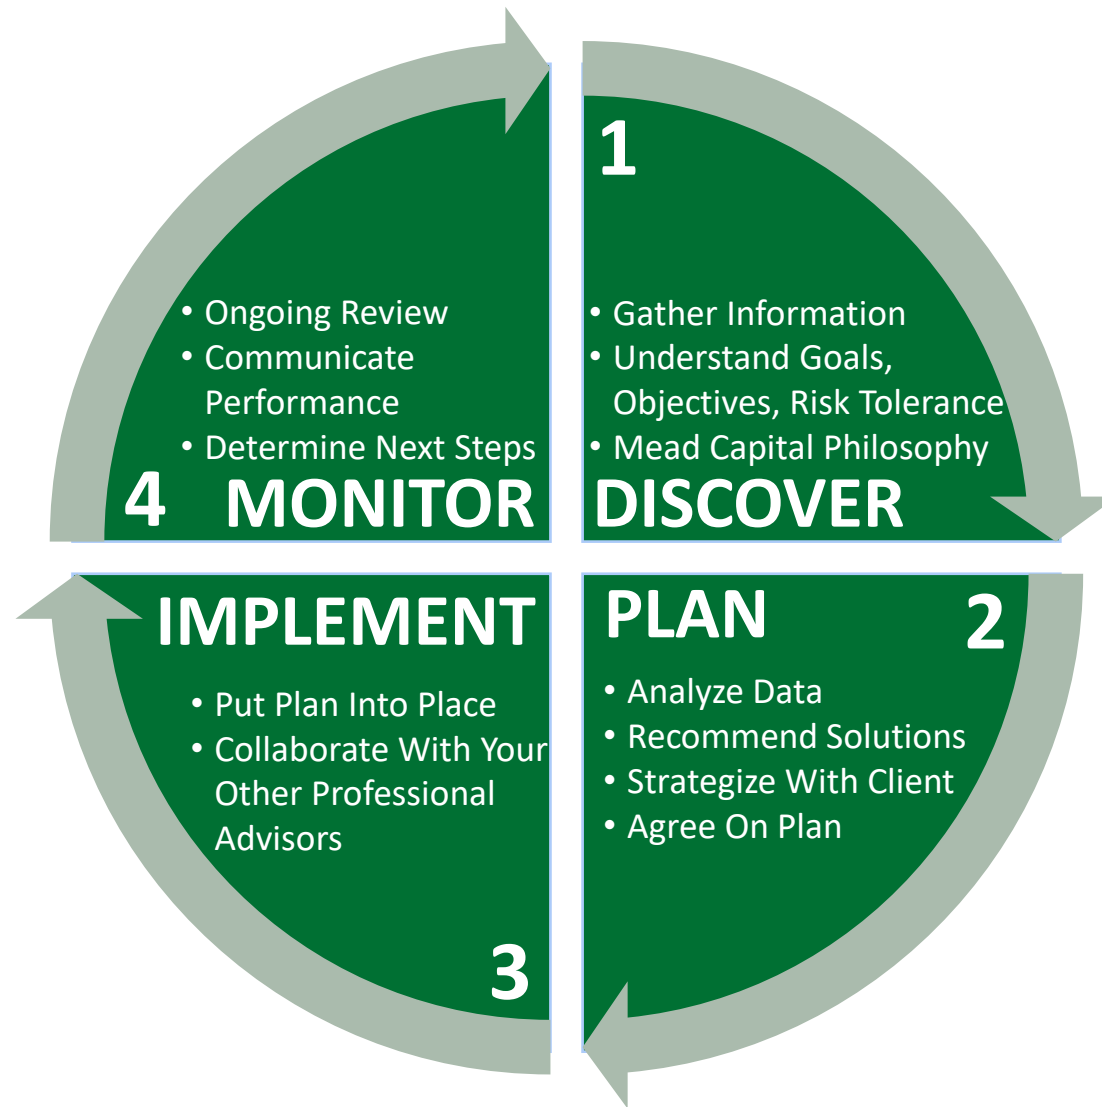 1
• Gather Information
• Understand Goals,
Objectives, Risk Tolerance
• Mead Capital Philosophy
DISCOVER
PLAN
2
• Analyze Data
• Recommend Solutions
• Strategize With Client
• Agree On Plan
IMPLEMENT
• Put Plan Into Place
• Collaborate With Your
Other Professional
Advisors
3
• Ongoing Review
• Communicate
Performance
• Determine Next Steps
4 MONITOR